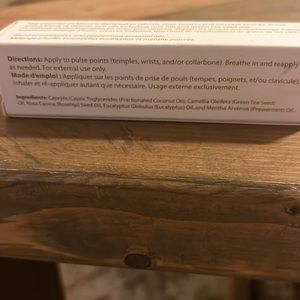 Directions: Apply to pulse points (temples, wrists, and/or collarbone). Breathe in and reapply
as needed. For external use only.
Mode d'emploi : Appliquer sur les points de prise de pouls (tempes, poignets, et/ou clavicule).
Inhaler et ré-appliquer autant que nécessaire. Usage externe exclusivement.
Ingredients: Caprylic/Capric Triglycerides (Fractionated Coconut Oil), Camellia Oleifera (Green Tea Seed)
Oil, Rosa Canina (Rosehip) Seed Oil, Eucalyptus Globulus (Eucalyptus) Oil, and Mentha Arvensis (Peppermint) Oil.